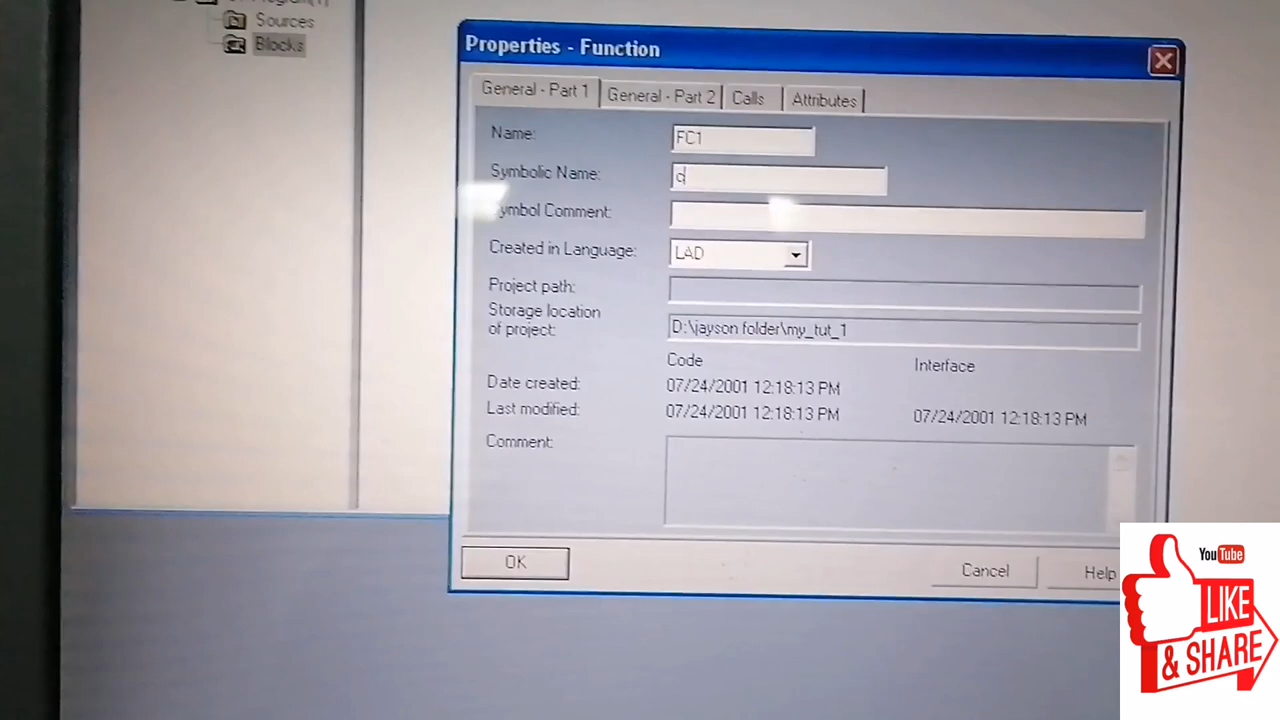 Sources
Blocks
Properties - Function
General - Part 1 General - Part 2 Calls Attributes
Name: FC1
Symbolic Name: c
Symbol Comment:
Created in Language: LAD
Project path:
Storage location
of project: D:\jayson folder\my_tut_1
Code Interface
Date created: 07/24/2001 12:18:13 PM
Last modified: 07/24/2001 12:18:13 PM 07/24/2001 12:18:13 PM
Comment:
OK Cancel Help
YouTube
LIKE
& SHARE